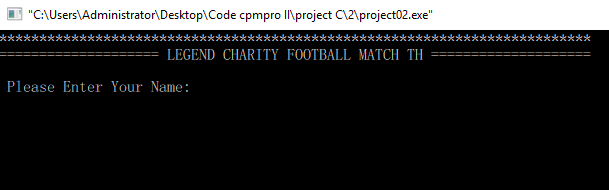 "C:\Users\Administrator\Desktop\Code cpmpro II\project C\2\project02.exe"
**************************************************************************
==================== LEGEND CHARITY FOOTBALL MATCH TH ====================
Please Enter Your Name: